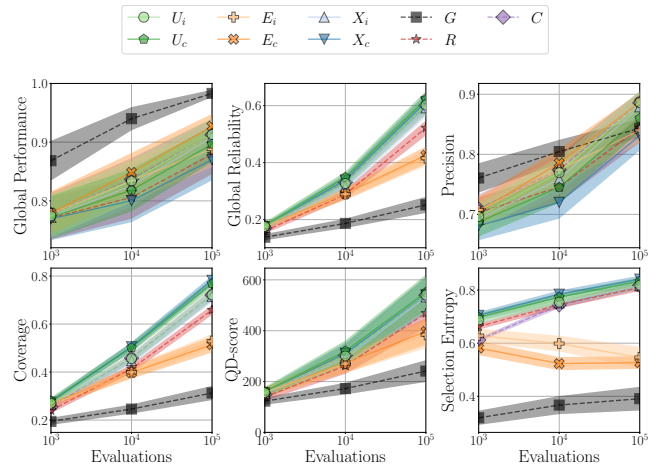 U_i E_i X_i G C
U_c E_c X_c R
Global Performance
1.0
0.9
0.8
10^3 10^4 10^5
Global Reliability
0.6
0.4
0.2
10^3 10^4 10^5
Precision
0.9
0.8
0.7
10^3 10^4 10^5
Coverage
0.8
0.6
0.4
0.2
10^3 10^4 10^5
Evaluations
QD-score
600
400
200
0
10^3 10^4 10^5
Evaluations
Selection Entropy
0.8
0.6
0.4
10^3 10^4 10^5
Evaluations